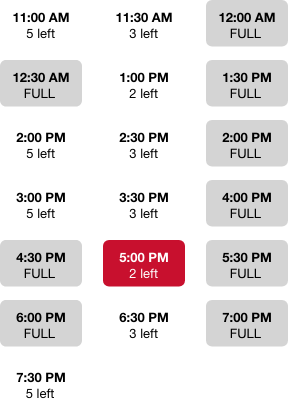 11:00 AM
5 left
11:30 AM
3 left
12:00 AM
FULL
12:30 AM
FULL
1:00 PM
2 left
1:30 PM
FULL
2:00 PM
5 left
2:30 PM
3 left
2:00 PM
FULL
3:00 PM
5 left
3:30 PM
3 left
4:00 PM
FULL
4:30 PM
FULL
5:00 PM
2 left
5:30 PM
FULL
6:00 PM
FULL
6:30 PM
3 left
7:00 PM
FULL
7:30 PM
5 left